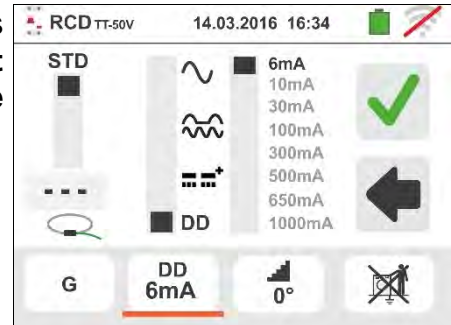 s
t
e
RCD TT-50V 14.03.2016 16:34
STD
6mA
10mA
30mA
100mA
300mA
500mA
650mA
1000mA
---
DD
G
DD
6mA
0°